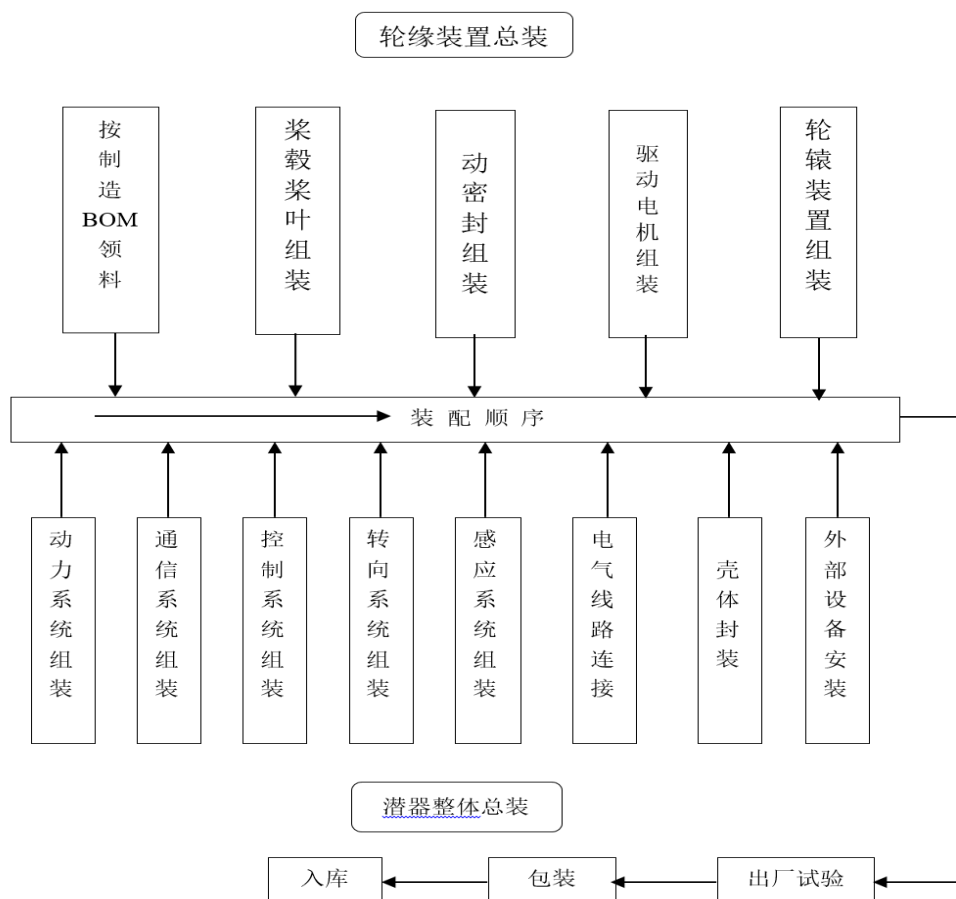 轮缘装置总装
按制造BOM领料
桨毂桨叶组装
动密封组装
驱动电机组装
轮辕装置组装
装配顺序
动力系统组装
通信系统组装
控制系统组装
转向系统组装
感应系统组装
电气线路连接
壳体封装
外部设备安装
潜器整体总装
入库
包装
出厂试验